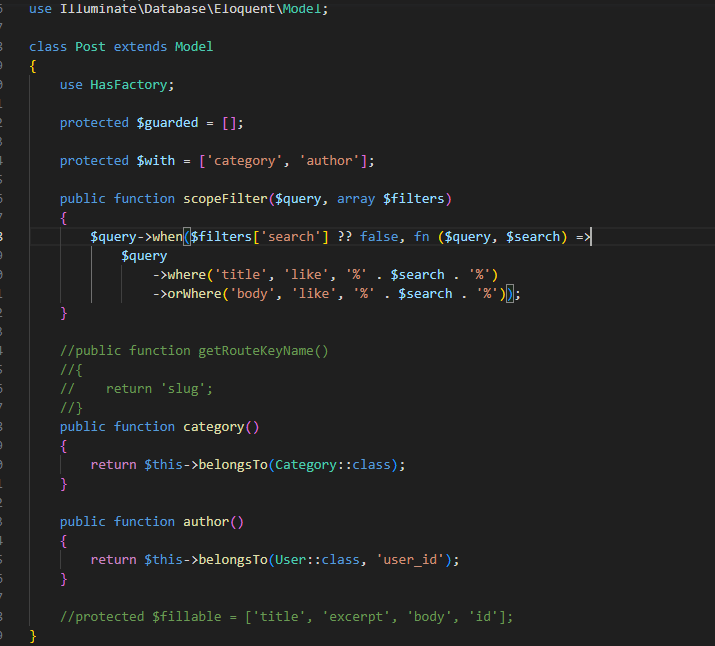 use Illuminate\Database\Eloquent\Model;
class Post extends Model
{
use HasFactory;
protected $guarded = [];
protected $with = ['category', 'author'];
public function scopeFilter($query, array $filters)
{
$query->when($filters['search'] ?? false, fn ($query, $search) =>
$query
->where('title', 'like', '%' . $search . '%')
->orWhere('body', 'like', '%' . $search . '%'));
}
//public function getRouteKeyName()
//{
//    return 'slug';
//}
public function category()
{
return $this->belongsTo(Category::class);
}
public function author()
{
return $this->belongsTo(User::class, 'user_id');
}
//protected $fillable = ['title', 'excerpt', 'body', 'id'];
}